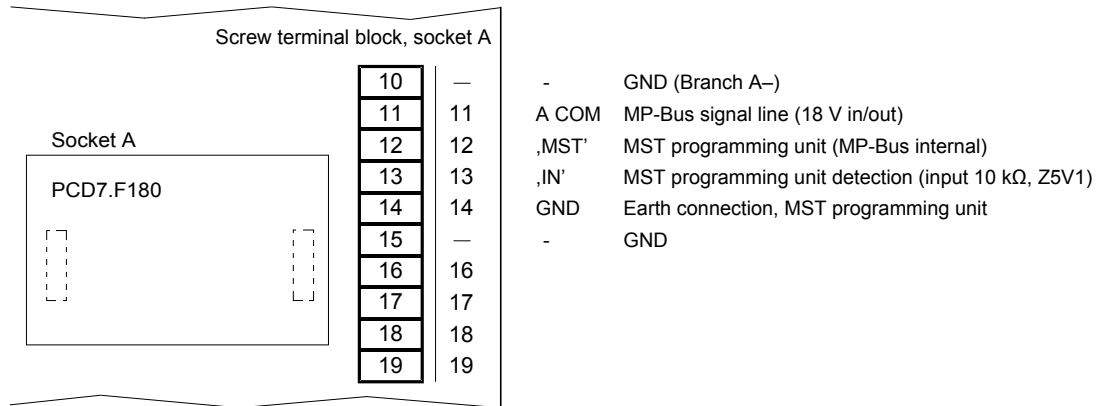 Screw terminal block, socket A
10 — - GND (Branch A–)
11 11 A COM MP-Bus signal line (18 V in/out)
Socket A
12 12 ‚MST’ MST programming unit (MP-Bus internal)
13 13 ‚IN’ MST programming unit detection (input 10 kΩ, Z5V1)
PCD7.F180
14 14 GND Earth connection, MST programming unit
15 — - GND
16 16
17 17
18 18
19 19